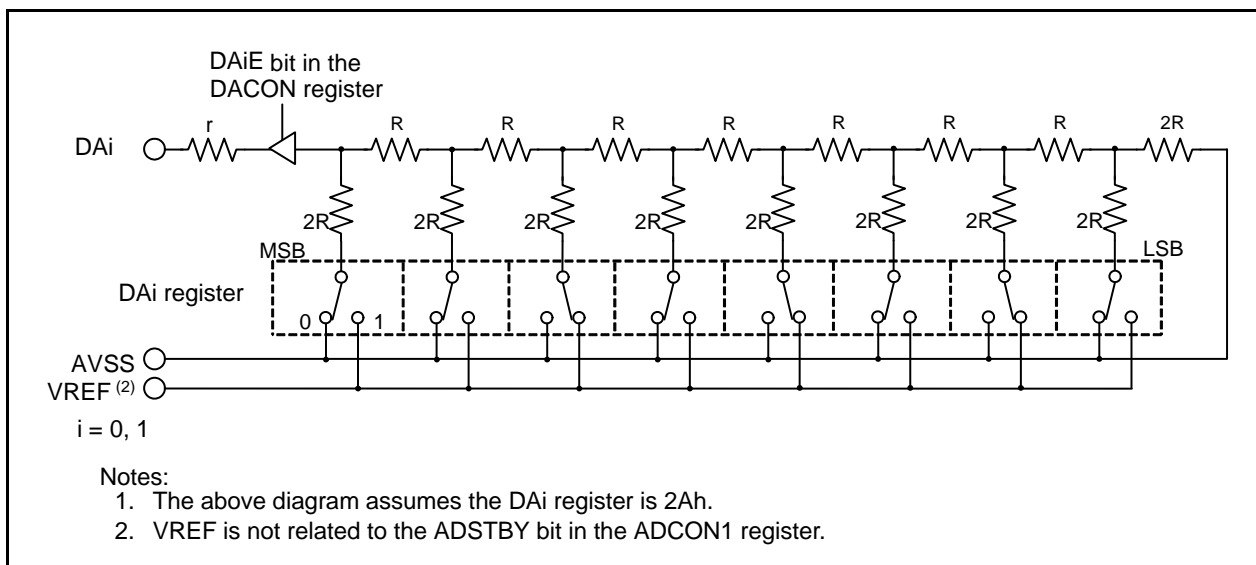 DAiE bit in the
DACON register
r
R
R
R
R
R
R
R
2R
DAi
2R
2R
2R
2R
2R
2R
2R
2R
MSB
LSB
DAi register
0
1
AVSS
VREF (2)
i = 0, 1
Notes:
1. The above diagram assumes the DAi register is 2Ah.
2. VREF is not related to the ADSTBY bit in the ADCON1 register.